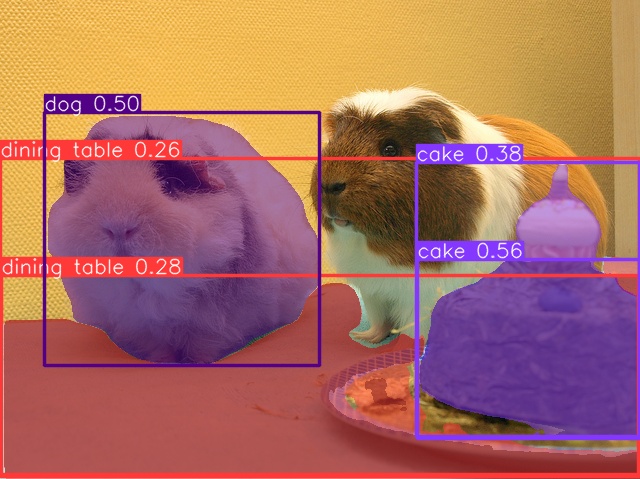 dog 0.50
dining table 0.26
cake 0.38
cake 0.56
dining table 0.28